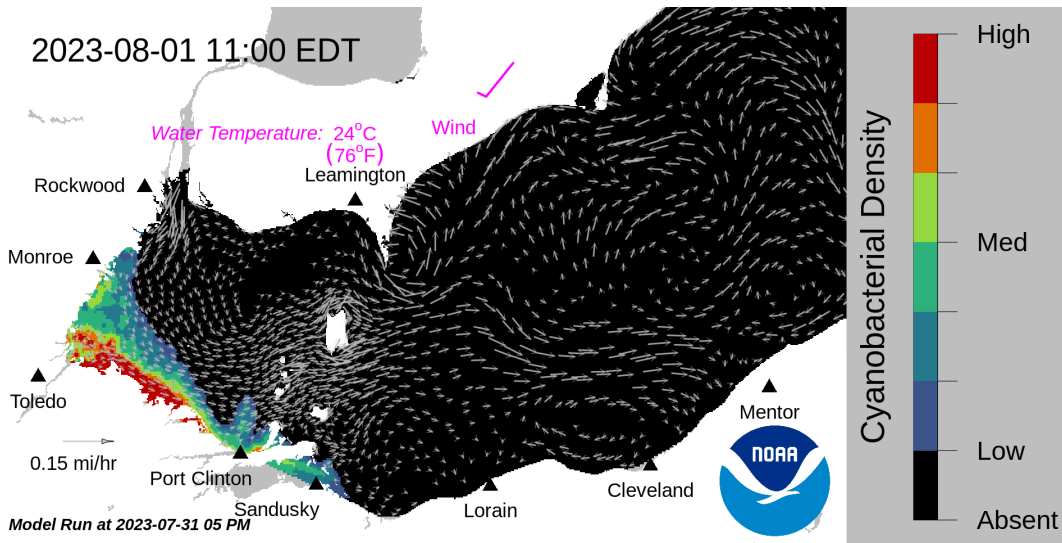 2023-08-01 11:00 EDT
High
Wind
Water Temperature: 24°C
(76°F)
Leamington
Rockwood
Monroe
Med
Cyanobacterial Density
Toledo
Mentor
NOAA
0.15 mi/hr
Port Clinton
Low
Cleveland
Sandusky
Lorain
Model Run at 2023-07-31 05 PM
Absent